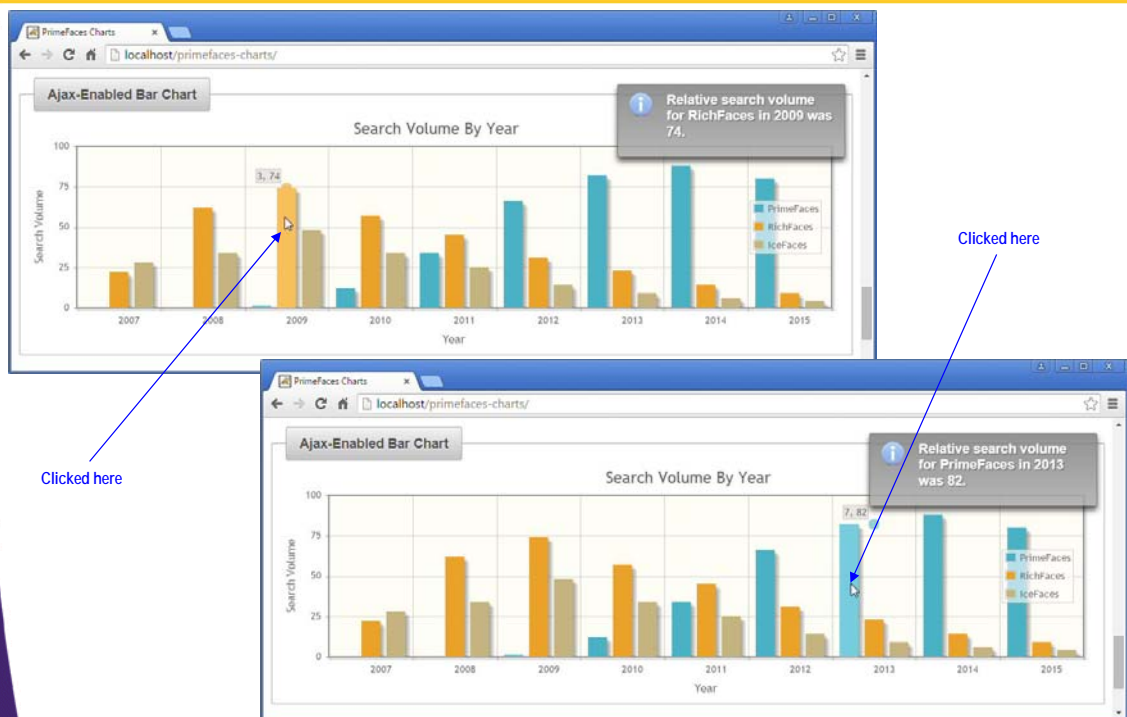 PrimeFaces Charts
localhost/primefaces-charts/
Ajax-Enabled Bar Chart
Relative search volume
for RichFaces in 2009 was
74.
Search Volume By Year
100
75
50
25
0
Search Volume
3, 74
PrimeFaces
RichFaces
IceFaces
2007 2008 2009 2010 2011 2012 2013 2014 2015
Year
Clicked here
Clicked here
PrimeFaces Charts
localhost/primefaces-charts/
Ajax-Enabled Bar Chart
Relative search volume
for PrimeFaces in 2013
was 82.
Search Volume By Year
100
75
50
25
0
Search Volume
7, 82
PrimeFaces
RichFaces
IceFaces
2007 2008 2009 2010 2011 2012 2013 2014 2015
Year